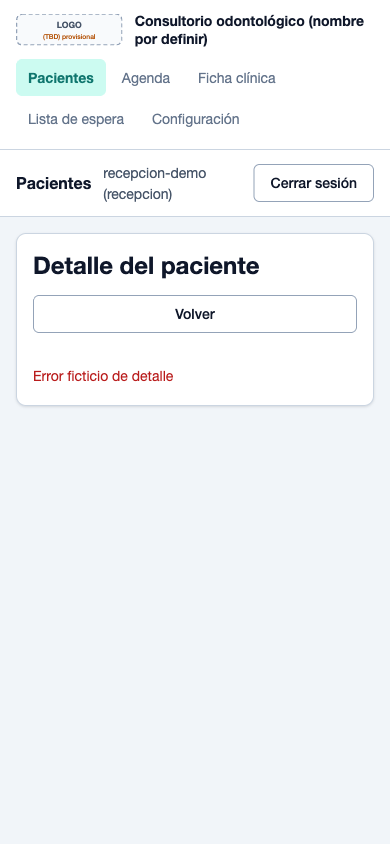 LOGO
(TBD) provisional
Consultorio odontológico (nombre
por definir)
Pacientes
Agenda
Ficha clínica
Lista de espera
Configuración
Pacientes
recepcion-demo
(recepcion)
Cerrar sesión
Detalle del paciente
Volver
Error ficticio de detalle